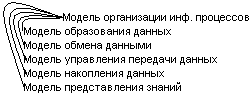 Модель организации инф. процессов
Модель образования данных
Модель обмена данными
Модель управления передачи данных
Модель накопления данных
Модель представления знаний